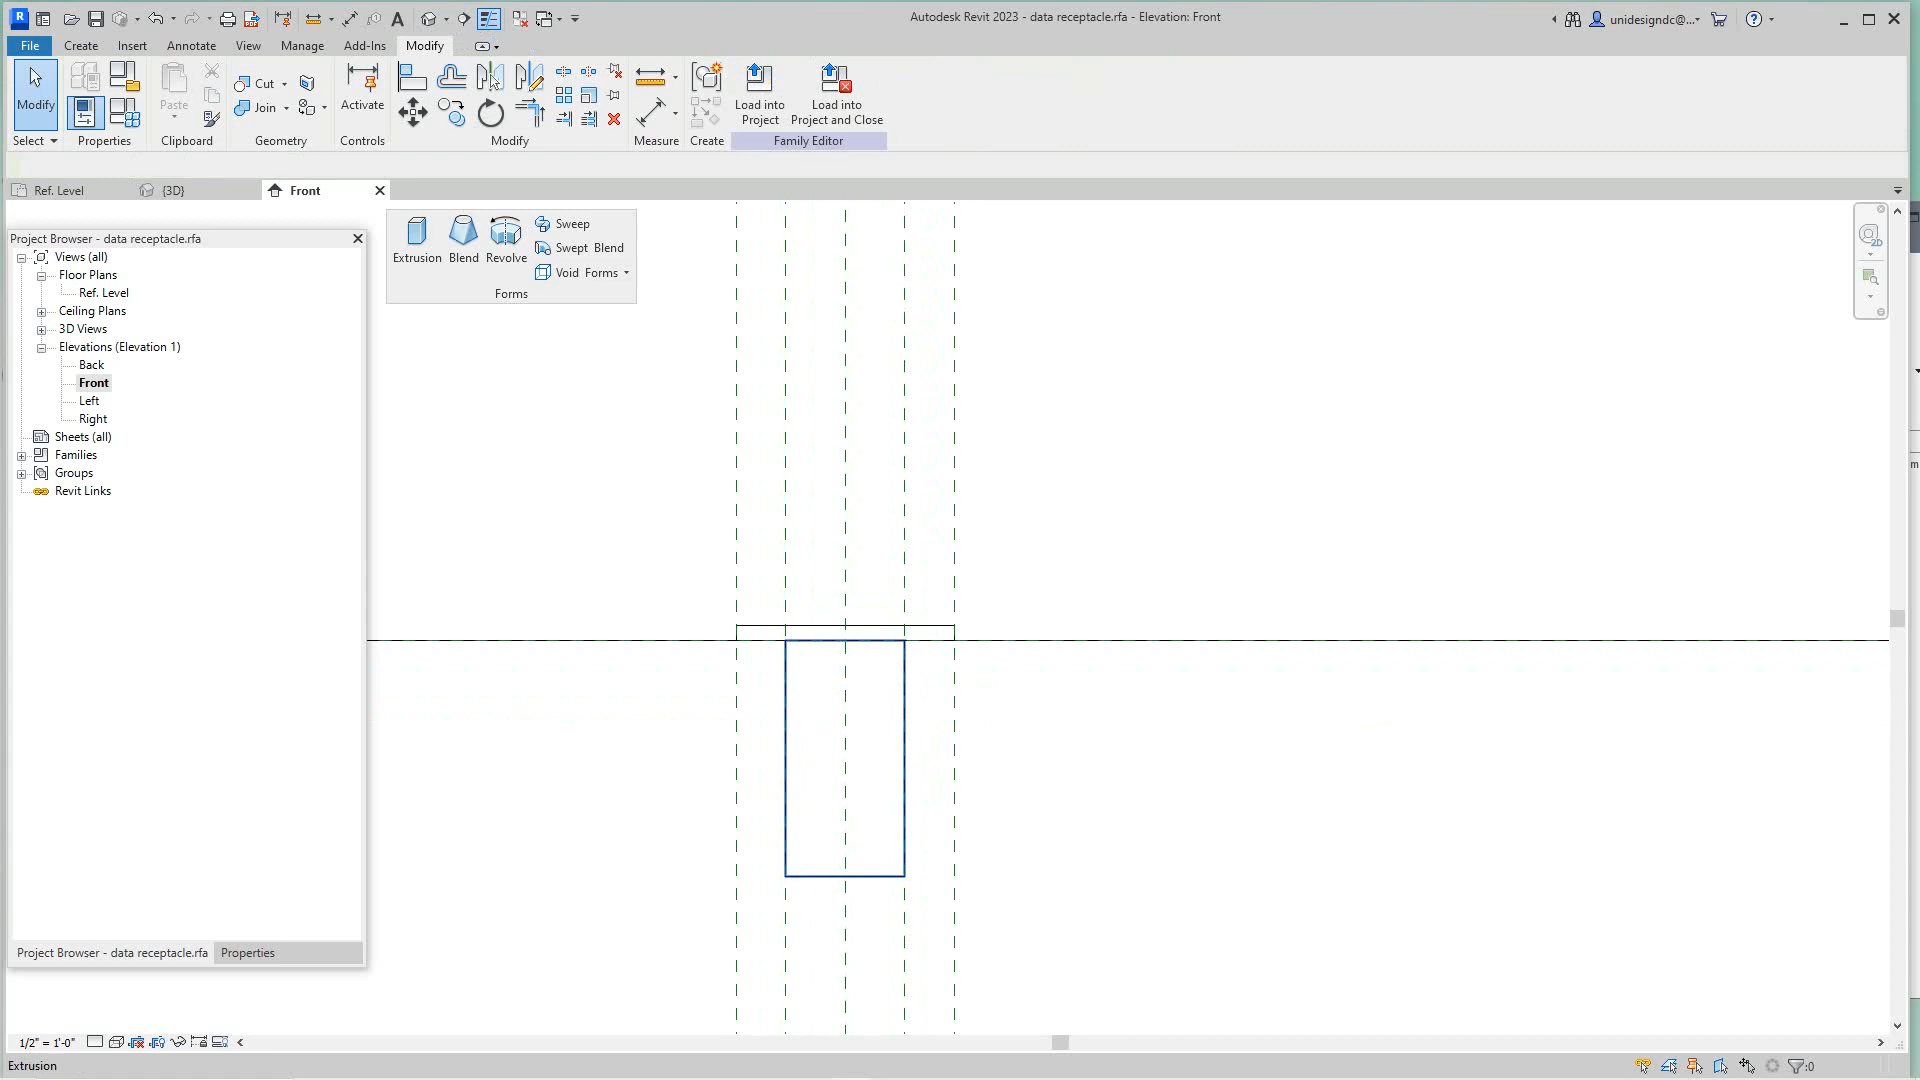 R
Autodesk Revit 2023 - data receptacle.rfa - Elevation: Front
unidesigndc@...
File
Create
Insert
Annotate
View
Manage
Add-Ins
Modify
Modify
Paste
Cut
Join
Activate
Load into
Project
Load into
Project and Close
Select
Properties
Clipboard
Geometry
Controls
Modify
Measure
Create
Family Editor
Ref. Level
{3D}
Front
Project Browser - data receptacle.rfa
Views (all)
Floor Plans
Ref. Level
Ceiling Plans
3D Views
Elevations (Elevation 1)
Back
Front
Left
Right
Sheets (all)
Families
Groups
Revit Links
Extrusion
Blend
Revolve
Sweep
Swept Blend
Void Forms
Forms
2D
m
Project Browser - data receptacle.rfa
Properties
1/2" = 1'-0"
Extrusion
:0